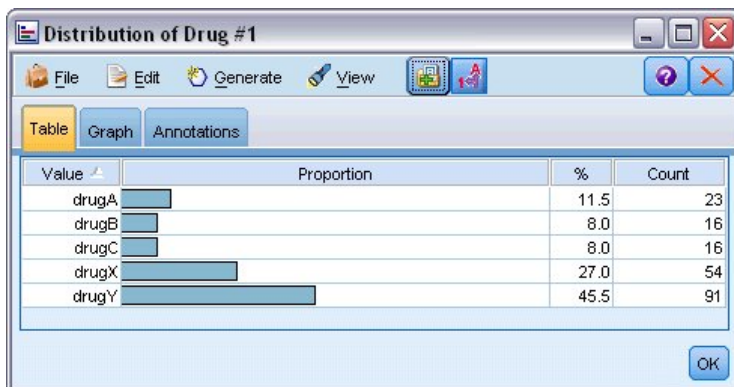 Distribution of Drug #1
File Edit Generate View
Table Graph Annotations
Value Proportion % Count
drugA 11.5 23
drugB 8.0 16
drugC 8.0 16
drugX 27.0 54
drugY 45.5 91
OK